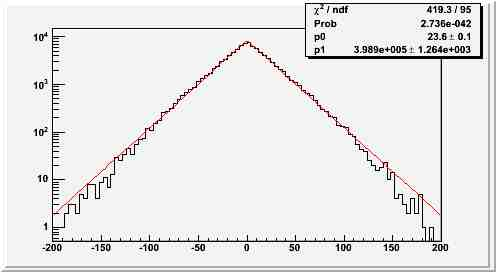 χ² / ndf 419.3 / 95
Prob 2.736e-042
p0 23.6 ± 0.1
p1 3.989e+005 ± 1.264e+003
10⁴
10³
10²
10
1
-200 -150 -100 -50 0 50 100 150 200